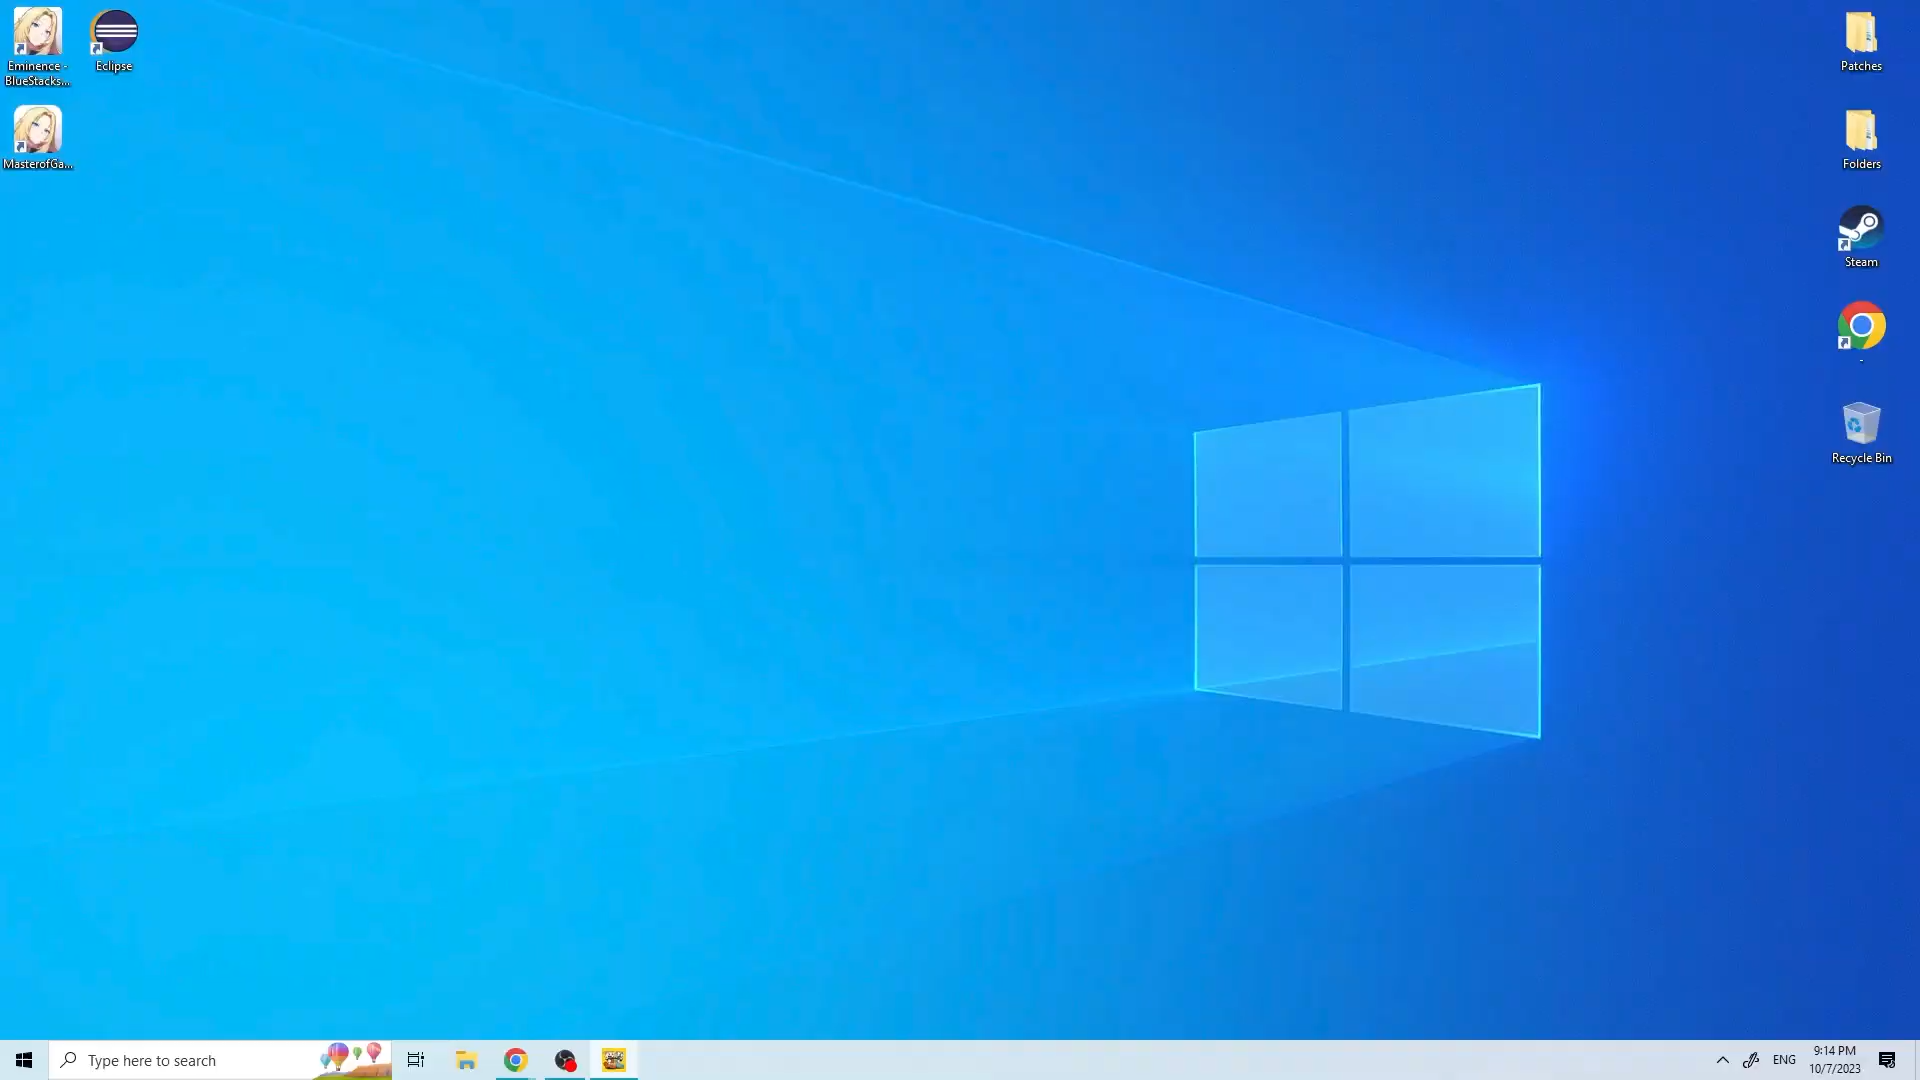 Eminence -
BlueStacks...
Eclipse
MasterofGa...
Patches
Folders
Steam
-
Recycle Bin
Type here to search
ENG
9:14 PM
10/7/2023